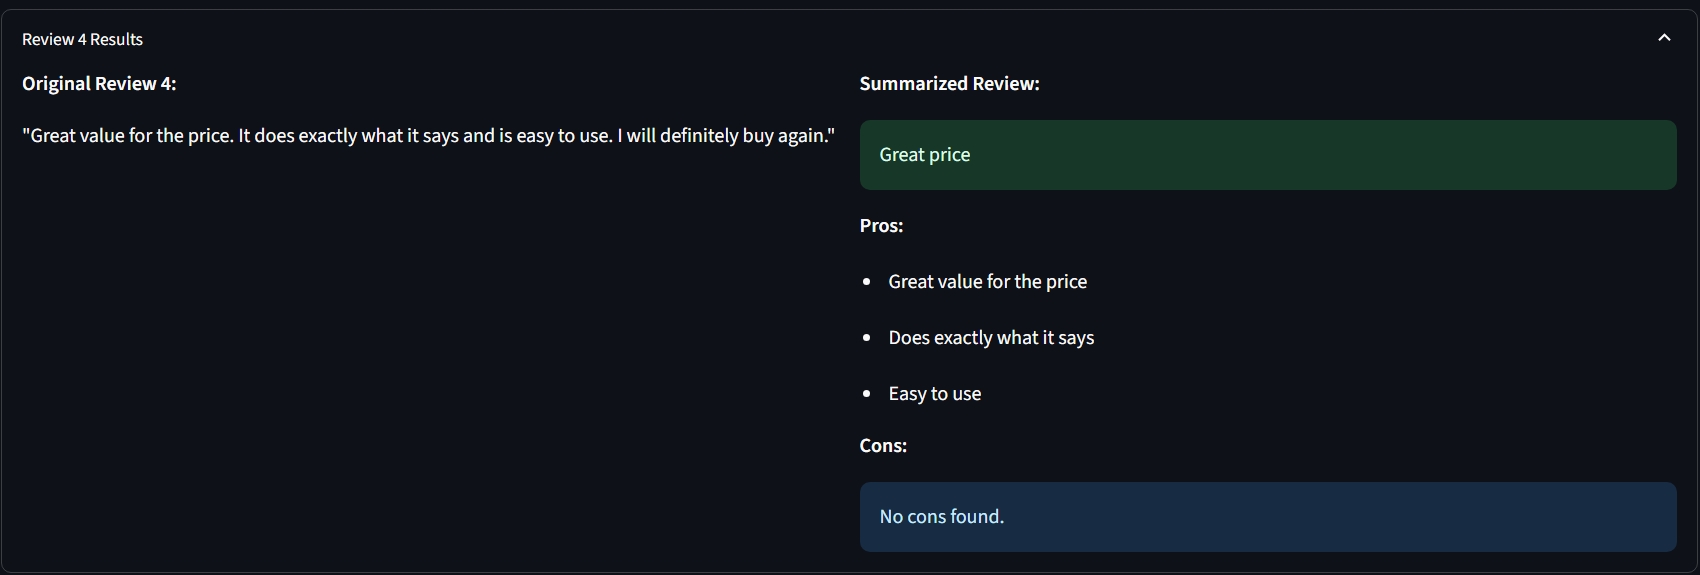 Review 4 Results
Original Review 4:
"Great value for the price. It does exactly what it says and is easy to use. I will definitely buy again."
Summarized Review:
Great price
Pros:
• Great value for the price
• Does exactly what it says
• Easy to use
Cons:
No cons found.